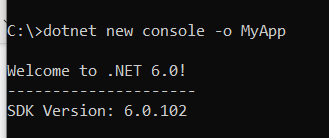 C:\>dotnet new console -o MyApp
Welcome to .NET 6.0!
---------------------
SDK Version: 6.0.102